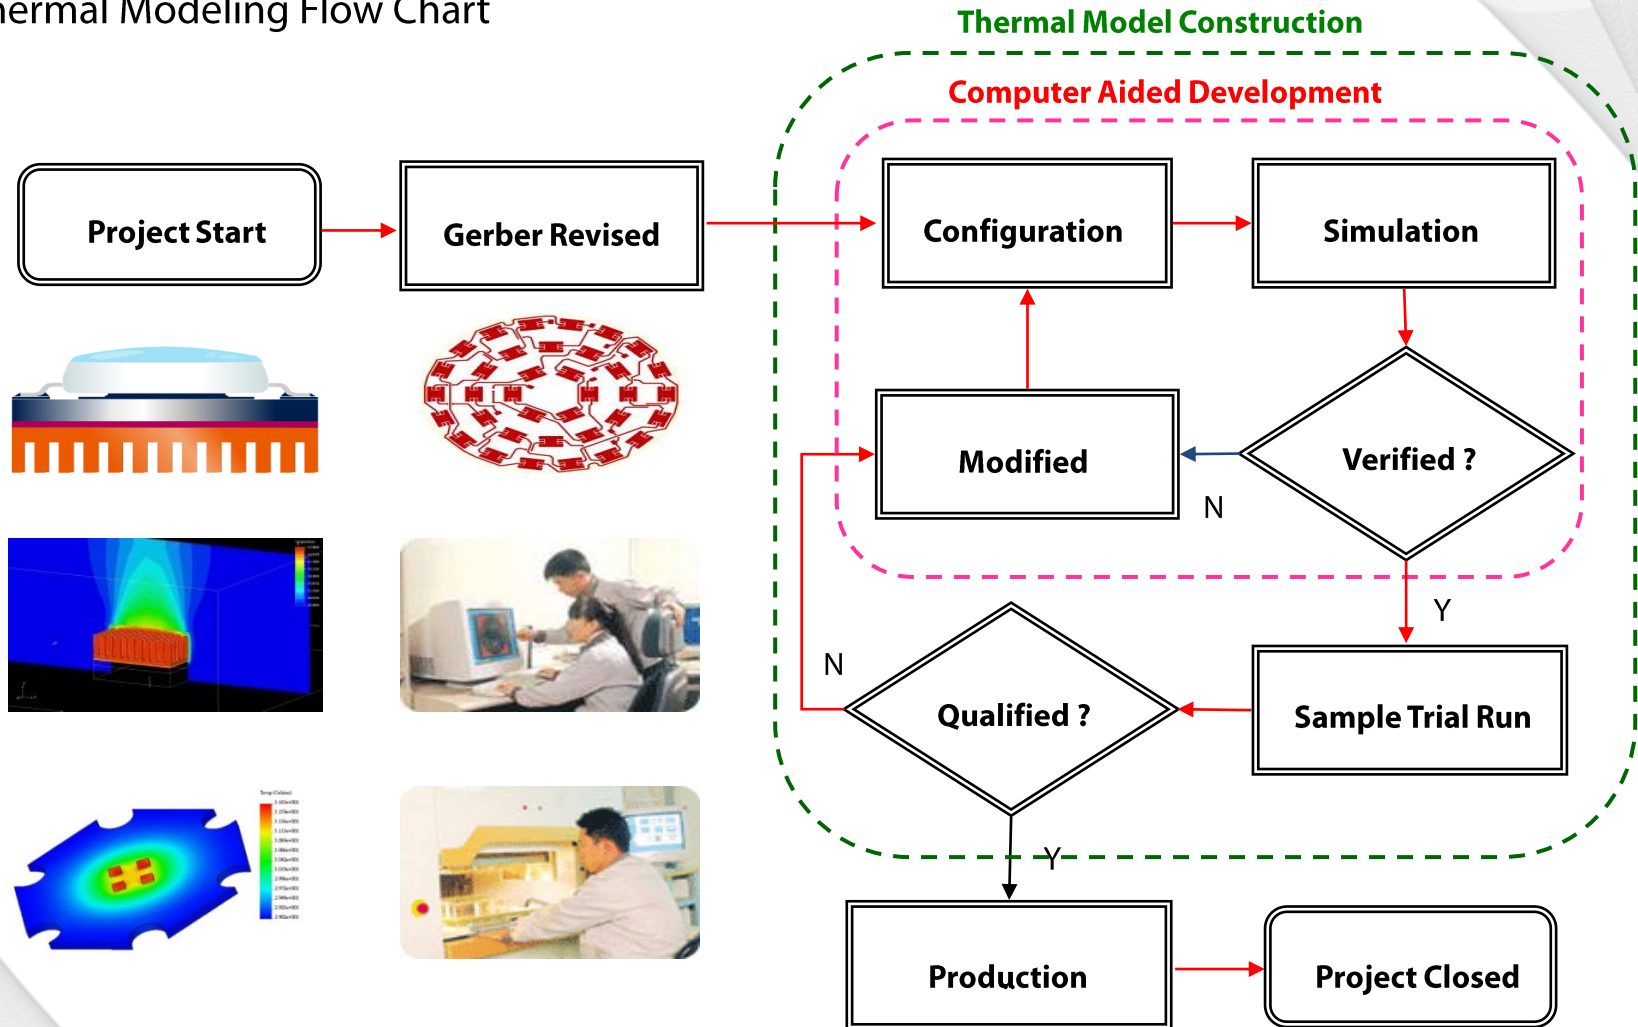 hermal Modeling Flow Chart
Thermal Model Construction
Computer Aided Development
Project Start
Gerber Revised
Configuration
Simulation
Modified
Verified ?
N
Y
N
Qualified ?
Sample Trial Run
Y
Production
Project Closed